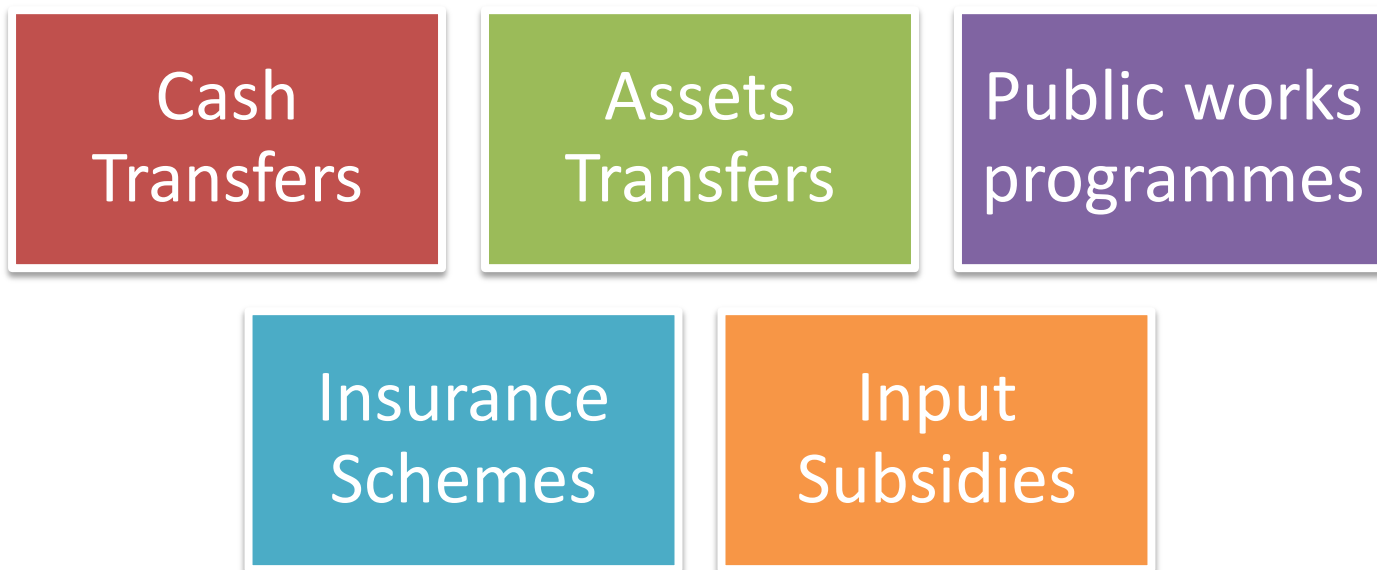 Cash
Transfers
Assets
Transfers
Public works
programmes
Insurance
Schemes
Input
Subsidies